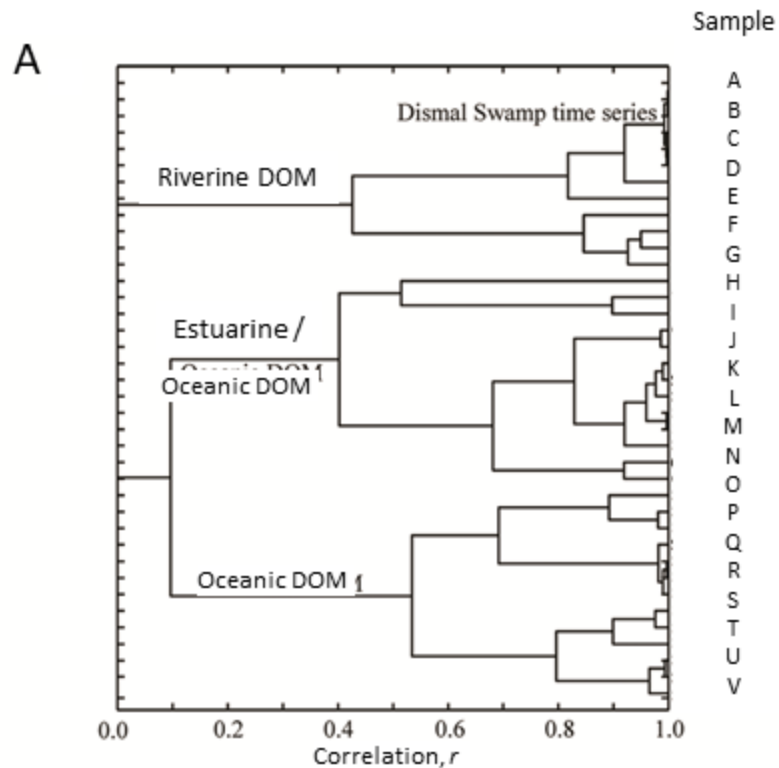 Sample
A
A
B
Dismal Swamp time series
C
D
Riverine DOM
E
F
G
H
I
Estuarine /
J
K
Oceanic DOM
L
M
N
O
P
Q
R
Oceanic DOM
S
T
U
V
0.0 0.2 0.4 0.6 0.8 1.0
Correlation, r